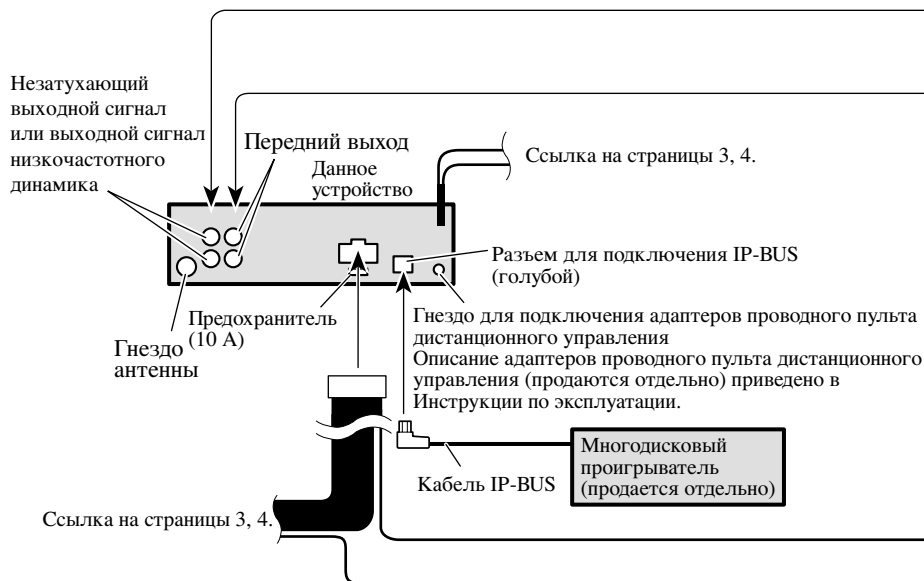 Незатухающий
выходной сигнал
или выходной сигнал
низкочастотного
динамика
Передний выход
Данное
устройство
Ссылка на страницы 3, 4.
Разъем для подключения IP-BUS
(голубой)
Гнездо
антенны
Предохранитель
(10 А)
Гнездо для подключения адаптеров проводного пульта
дистанционного управления
Описание адаптеров проводного пульта дистанционного
управления (продаются отдельно) приведено в
Инструкции по эксплуатации.
Кабель IP-BUS
Многодисковый
проигрыватель
(продается отдельно)
Ссылка на страницы 3, 4.